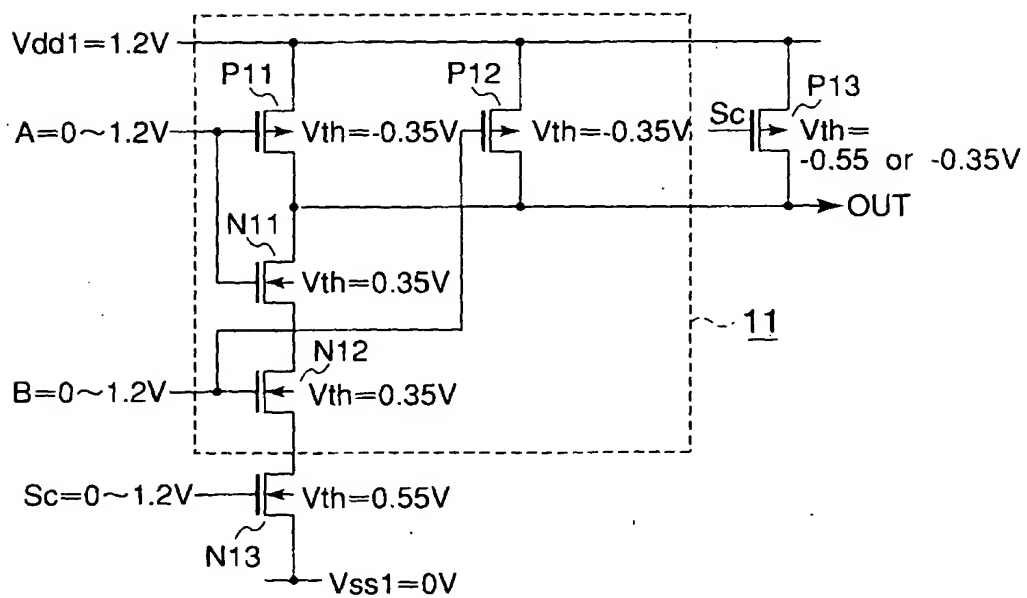 Vdd1=1.2V
P11
P12
P13
A=0~1.2V
Vth=-0.35V
Vth=-0.35V
Sc
Vth=
-0.55 or -0.35V
OUT
N11
Vth=0.35V
11
N12
B=0~1.2V
Vth=0.35V
Sc=0~1.2V
Vth=0.55V
N13
Vss1=0V